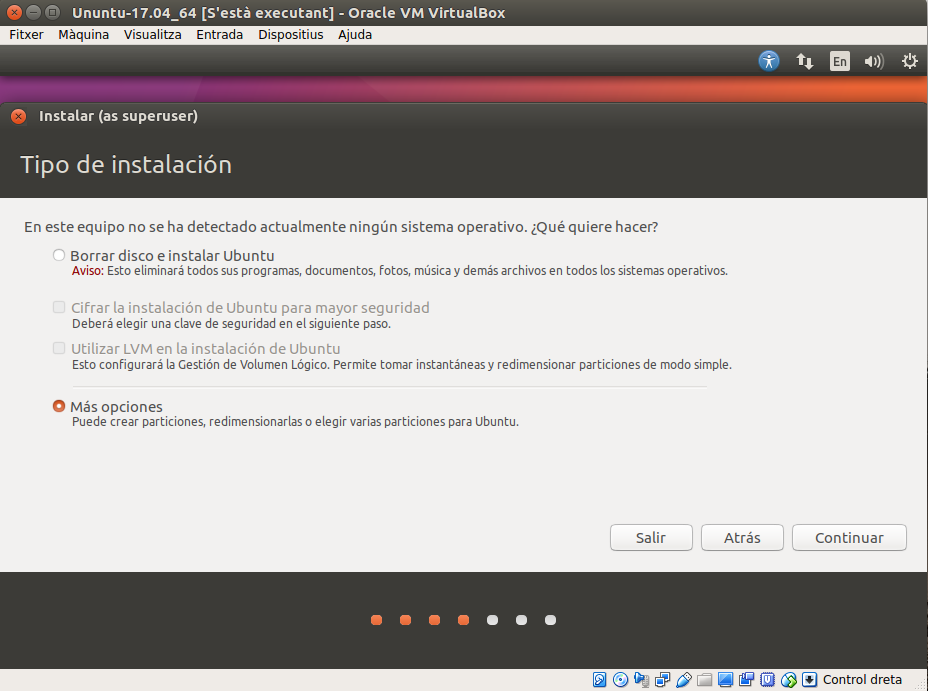 Ununtu-17.04_64 [S'està executant] - Oracle VM VirtualBox
Fitxer Màquina Visualitza Entrada Dispositius Ajuda
En
Instalar (as superuser)
Tipo de instalación
En este equipo no se ha detectado actualmente ningún sistema operativo. ¿Qué quiere hacer?
Borrar disco e instalar Ubuntu
Aviso: Esto eliminará todos sus programas, documentos, fotos, música y demás archivos en todos los sistemas operativos.
Cifrar la instalación de Ubuntu para mayor seguridad
Deberá elegir una clave de seguridad en el siguiente paso.
Utilizar LVM en la instalación de Ubuntu
Esto configurará la Gestión de Volumen Lógico. Permite tomar instantáneas y redimensionar particiones de modo simple.
Más opciones
Puede crear particiones, redimensionarlas o elegir varias particiones para Ubuntu.
Salir Atrás Continuar
Control dreta